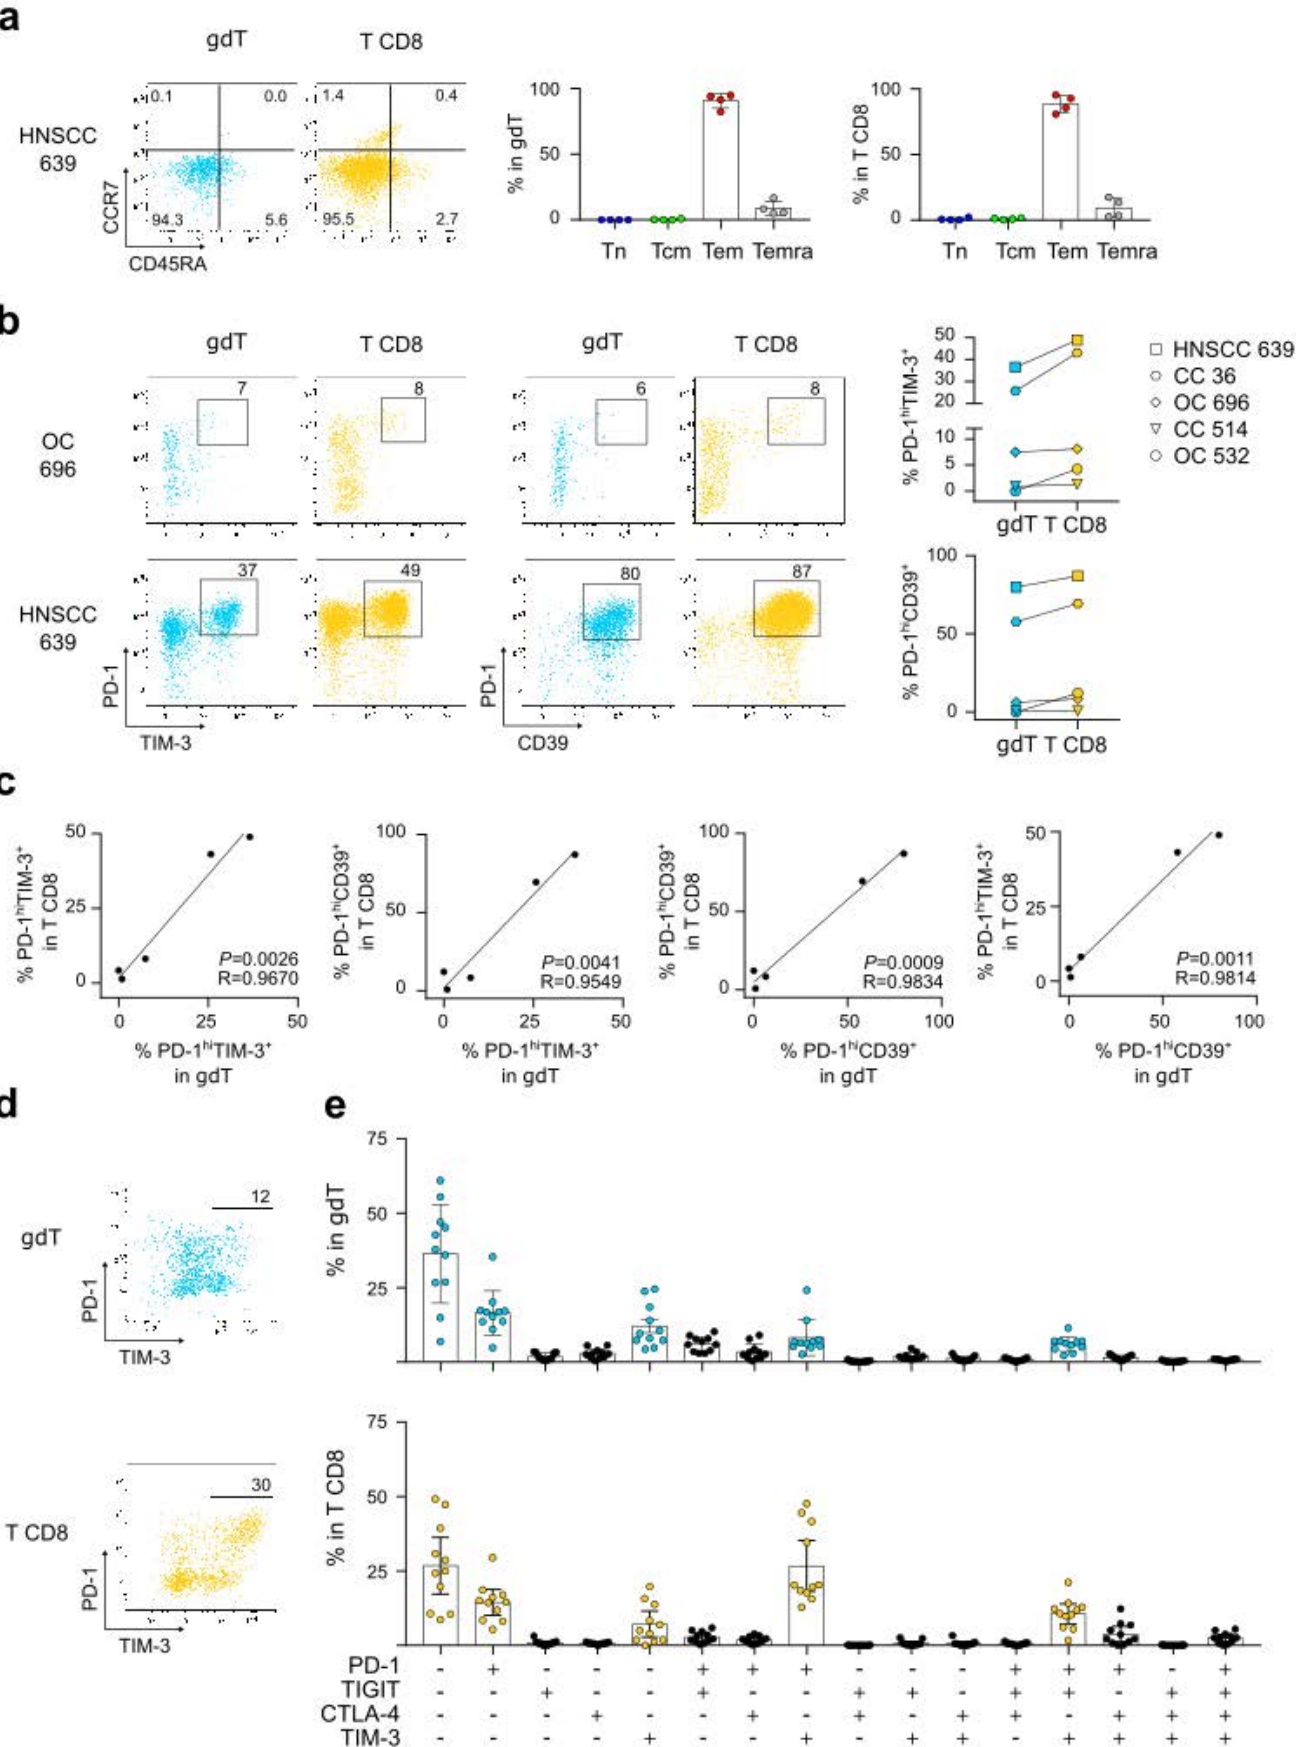 a
gdT
T CD8
HNSCC
639
0.1
0.0
94.3
5.6
1.4
0.4
95.5
2.7
CCR7
CD45RA
% in gdT
100
50
0
Tn
Tcm
Tem
Temra
% in T CD8
100
50
0
Tn
Tcm
Tem
Temra
b
gdT
T CD8
gdT
T CD8
OC
696
7
8
6
8
HNSCC
639
37
49
80
87
PD-1
TIM-3
PD-1
CD39
% PD-1ʰⁱTIM-3⁺
50
40
30
20
10
5
0
gdT T CD8
HNSCC 639
CC 36
OC 696
CC 514
OC 532
% PD-1ʰⁱCD39⁺
100
50
0
gdT T CD8
c
% PD-1ʰⁱTIM-3⁺
in T CD8
50
25
0
P=0.0026
R=0.9670
0
25
50
% PD-1ʰⁱTIM-3⁺
in gdT
% PD-1ʰⁱCD39⁺
in T CD8
100
50
0
P=0.0041
R=0.9549
0
25
50
% PD-1ʰⁱTIM-3⁺
in gdT
% PD-1ʰⁱCD39⁺
in T CD8
100
50
0
P=0.0009
R=0.9834
0
50
100
% PD-1ʰⁱCD39⁺
in gdT
% PD-1ʰⁱTIM-3⁺
in T CD8
50
25
0
P=0.0011
R=0.9814
0
50
100
% PD-1ʰⁱCD39⁺
in gdT
d
gdT
12
PD-1
TIM-3
T CD8
30
PD-1
TIM-3
e
% in gdT
75
50
25
% in T CD8
75
50
25
PD-1 - + - - - + + + - - - + + + - +
TIGIT - - + - - + - - + + - + + - + +
CTLA-4 - - - + - - + - + - + + - + + +
TIM-3 - - - - + - - + - + + - + + + +